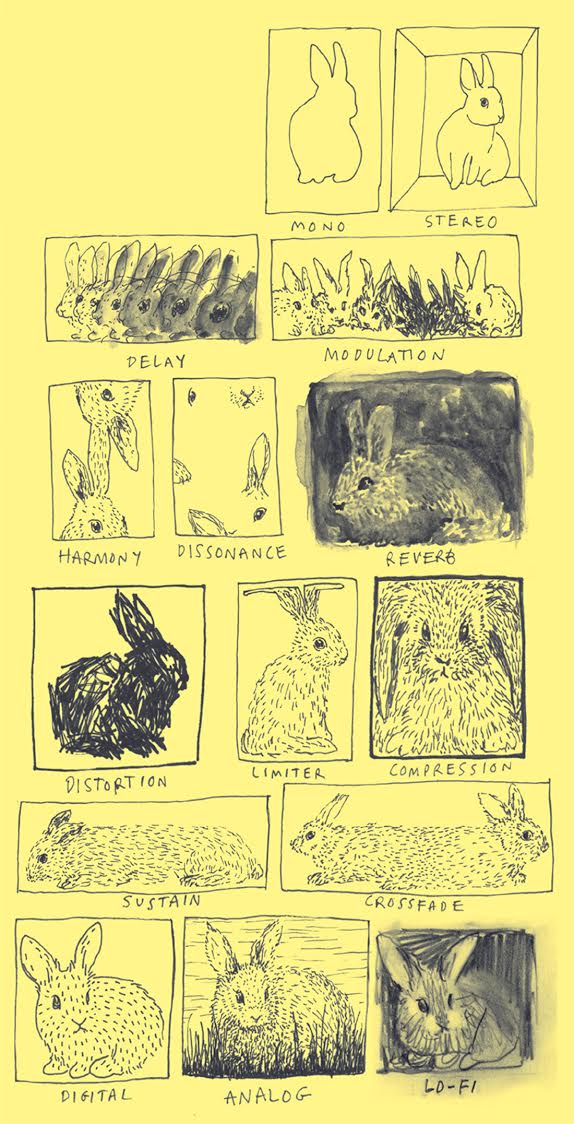 MONO
STEREO
DELAY
MODULATION
HARMONY
DISSONANCE
REVERB
DISTORTION
LIMITER
COMPRESSION
SUSTAIN
CROSSFADE
DIGITAL
ANALOG
LO-FI